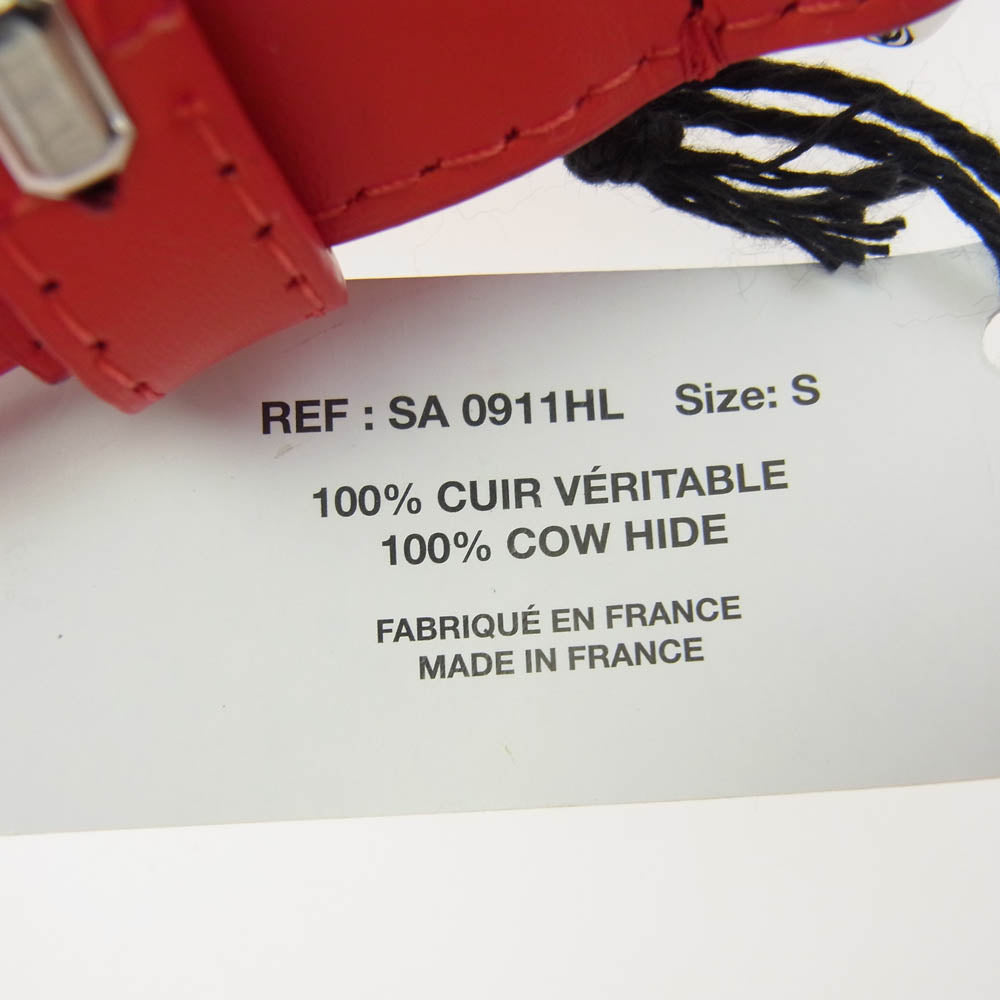 REF : SA 0911HL Size: S
100% CUIR VÉRITABLE
100% COW HIDE
FABRIQUÉ EN FRANCE
MADE IN FRANCE